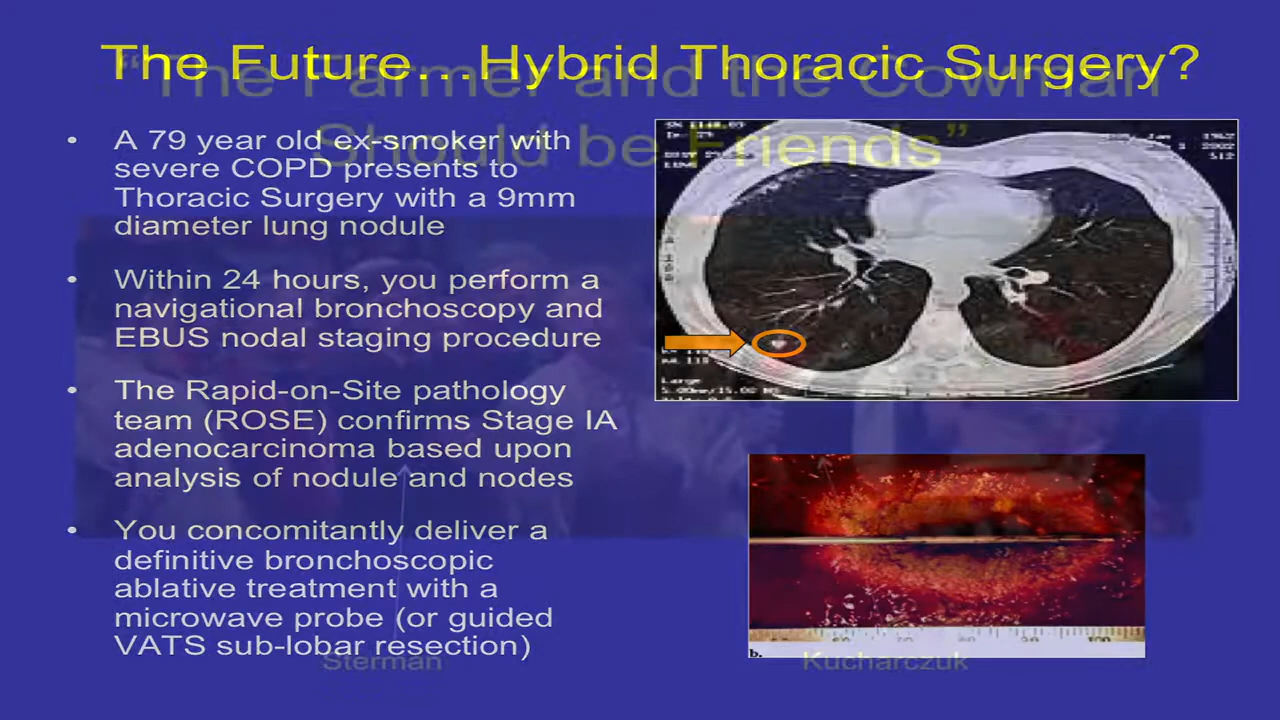 The Future...Hybrid Thoracic Surgery?
“The Farmer and the Cowman
Should be Friends”
• A 79 year old ex-smoker with
severe COPD presents to
Thoracic Surgery with a 9mm
diameter lung nodule
• Within 24 hours, you perform a
navigational bronchoscopy and
EBUS nodal staging procedure
• The Rapid-on-Site pathology
team (ROSE) confirms Stage IA
adenocarcinoma based upon
analysis of nodule and nodes
• You concomitantly deliver a
definitive bronchoscopic
ablative treatment with a
microwave probe (or guided
VATS sub-lobar resection)
512
Large
b.
100
Sterman
Kucharczuk